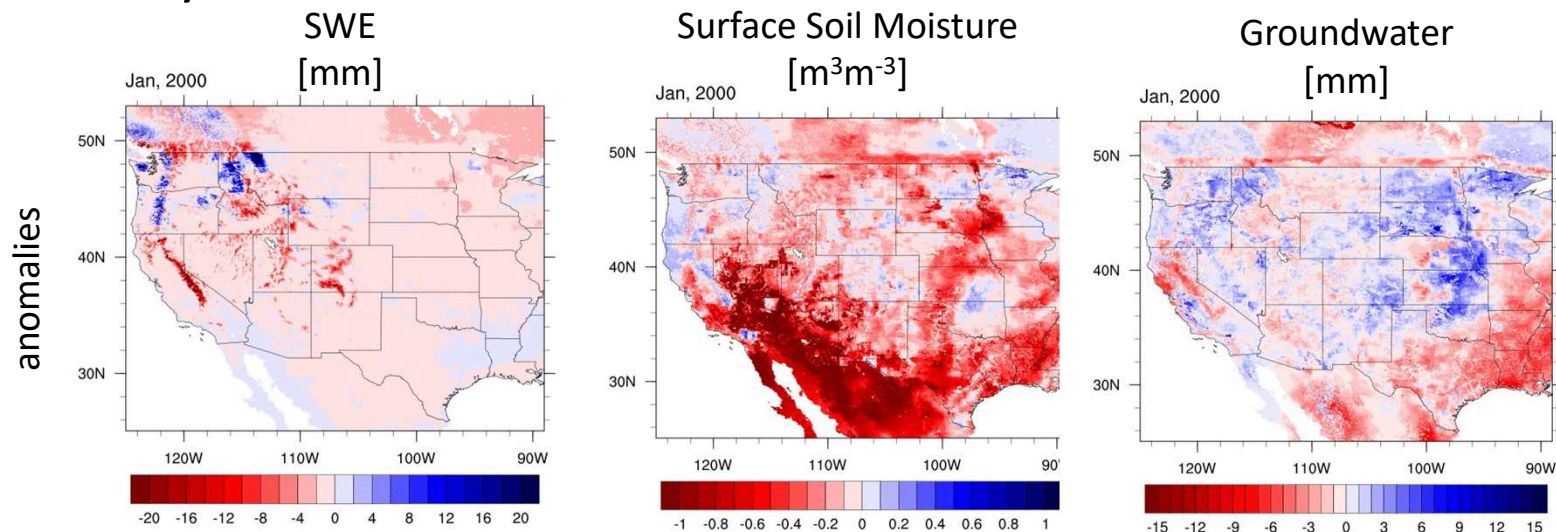 SWE
[mm]
Surface Soil Moisture
[m³m⁻³]
Groundwater
[mm]
anomalies
Jan, 2000
50N
40N
30N
120W 110W 100W 90W
-20 -16 -12 -8 -4 0 4 8 12 16 20
Jan, 2000
50N
40N
30N
120W 110W 100W 90
-1 -0.8 -0.6 -0.4 -0.2 0 0.2 0.4 0.6 0.8 1
Jan, 2000
50N
40N
30N
120W 110W 100W 90W
-15 -12 -9 -6 -3 0 3 6 9 12 15